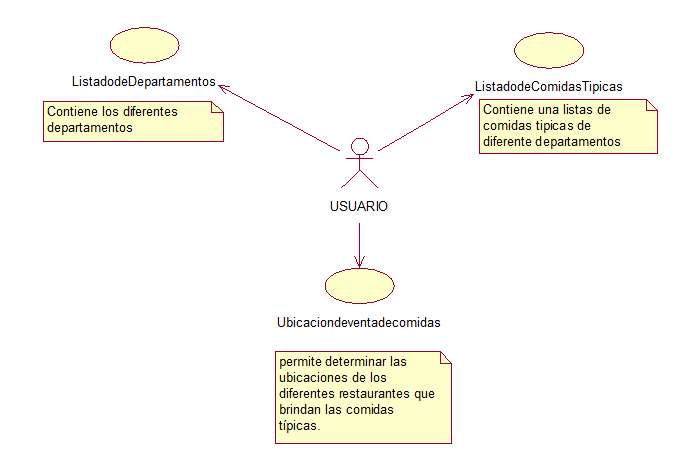 ListadodeDepartamentos
Contiene los diferentes
departamentos
ListadodeComidasTipicas
Contiene una listas de
comidas tipicas de
diferente departamentos
USUARIO
Ubicaciondeventadecomidas
permite determinar las
ubicaciones de los
diferentes restaurantes que
brindan las comidas
típicas.